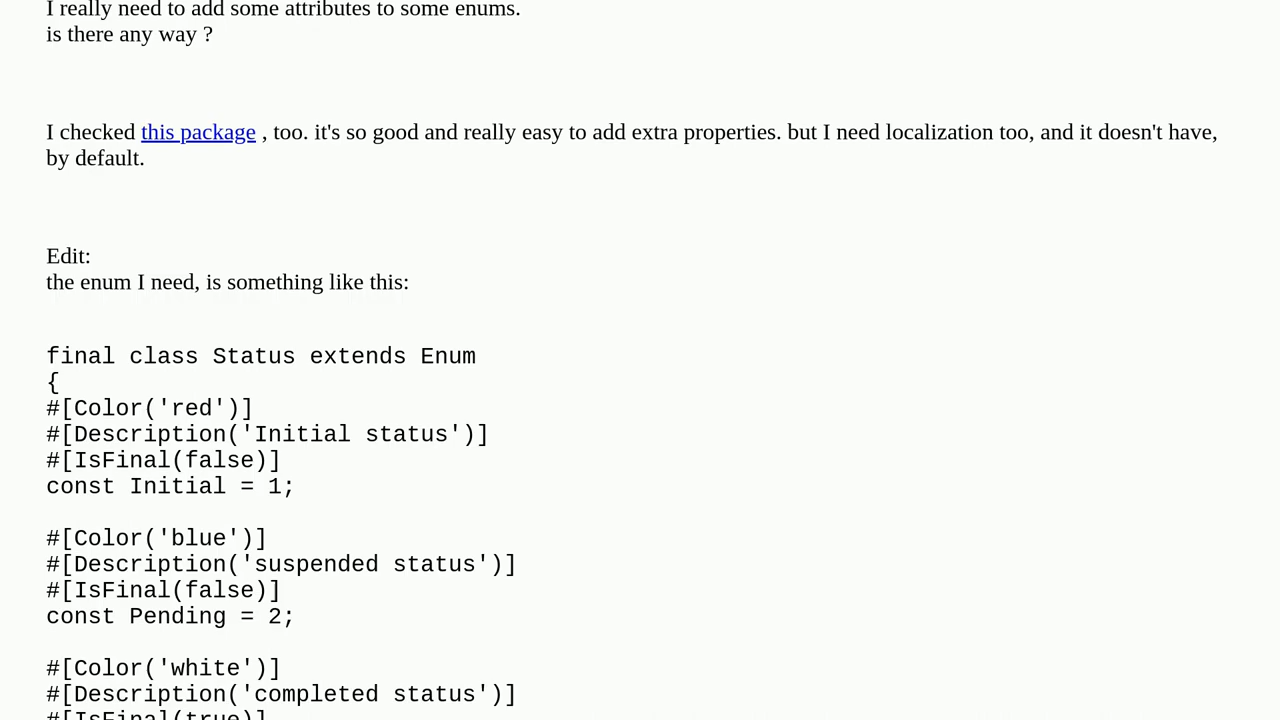 I really need to add some attributes to some enums.
is there any way ?
I checked this package , too. it's so good and really easy to add extra properties. but I need localization too, and it doesn't have,
by default.
Edit:
the enum I need, is something like this:
final class Status extends Enum
{
#[Color('red')]
#[Description('Initial status')]
#[IsFinal(false)]
const Initial = 1;
#[Color('blue')]
#[Description('suspended status')]
#[IsFinal(false)]
const Pending = 2;
#[Color('white')]
#[Description('completed status')]
#[IsFinal(true)]